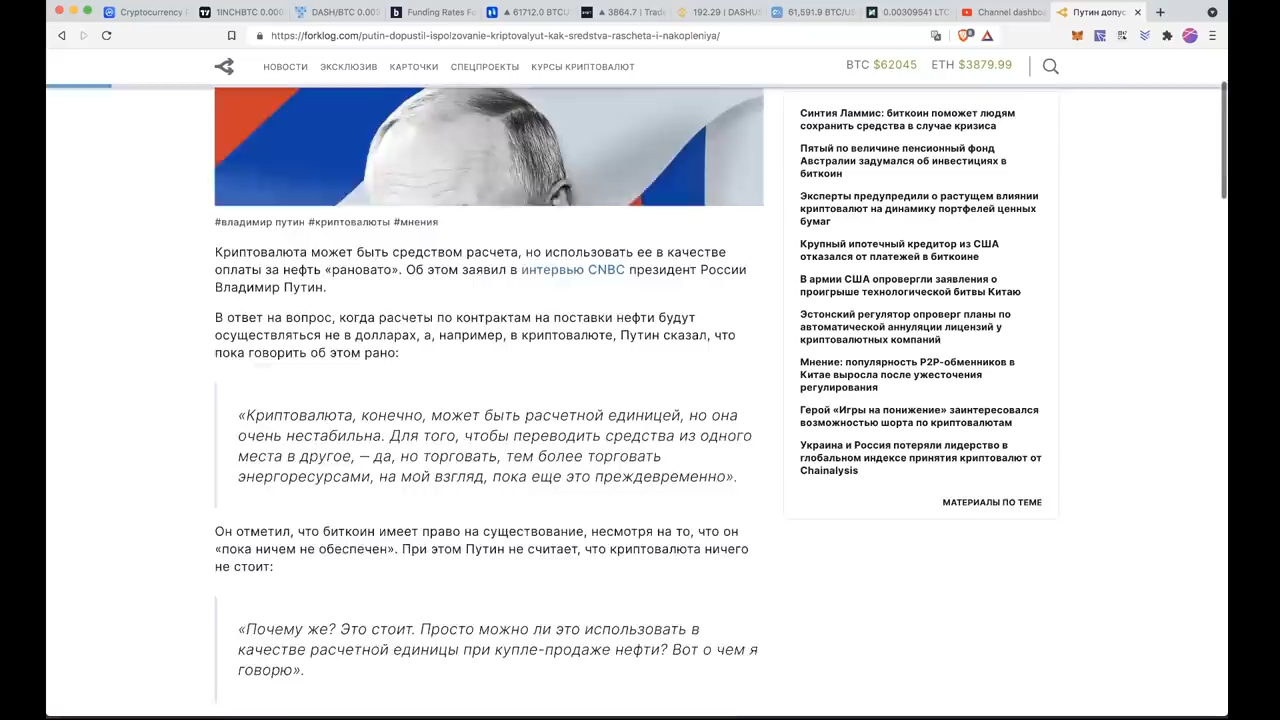 Cryptocurrency
1INCHBTC 0.000
DASH/BTC 0.003
Funding Rates Fo
▲ 61712.0 BTCU
▲ 3864.7 | Trade
192.29 | DASHUS
61,591.9 BTC/US
0.00309541 LTC
Channel dashboa
Путин допус
https://forklog.com/putin-dopustil-ispolzovanie-kriptovalyut-kak-sredstva-rascheta-i-nakopleniya/
НОВОСТИ ЭКСКЛЮЗИВ КАРТОЧКИ СПЕЦПРОЕКТЫ КУРСЫ КРИПТОВАЛЮТ
BTC $62045 ETH $3879.99
#владимир путин #криптовалюты #мнения
Криптовалюта может быть средством расчета, но использовать ее в качестве
оплаты за нефть «рановато». Об этом заявил в интервью CNBC президент России
Владимир Путин.
В ответ на вопрос, когда расчеты по контрактам на поставки нефти будут
осуществляться не в долларах, а, например, в криптовалюте, Путин сказал, что
пока говорить об этом рано:
«Криптовалюта, конечно, может быть расчетной единицей, но она
очень нестабильна. Для того, чтобы переводить средства из одного
места в другое, – да, но торговать, тем более торговать
энергоресурсами, на мой взгляд, пока еще это преждевременно».
Он отметил, что биткоин имеет право на существование, несмотря на то, что он
«пока ничем не обеспечен». При этом Путин не считает, что криптовалюта ничего
не стоит:
«Почему же? Это стоит. Просто можно ли это использовать в
качестве расчетной единицы при купле-продаже нефти? Вот о чем я
говорю».
Синтия Ламмис: биткоин поможет людям
сохранить средства в случае кризиса
Пятый по величине пенсионный фонд
Австралии задумался об инвестициях в
биткоин
Эксперты предупредили о растущем влиянии
криптовалют на динамику портфелей ценных
бумаг
Крупный ипотечный кредитор из США
отказался от платежей в биткоине
В армии США опровергли заявления о
проигрыше технологической битвы Китаю
Эстонский регулятор опроверг планы по
автоматической аннуляции лицензий у
криптовалютных компаний
Мнение: популярность P2P-обменников в
Китае выросла после ужесточения
регулирования
Герой «Игры на понижение» заинтересовался
возможностью шорта по криптовалютам
Украина и Россия потеряли лидерство в
глобальном индексе принятия криптовалют от
Chainalysis
МАТЕРИАЛЫ ПО ТЕМЕ